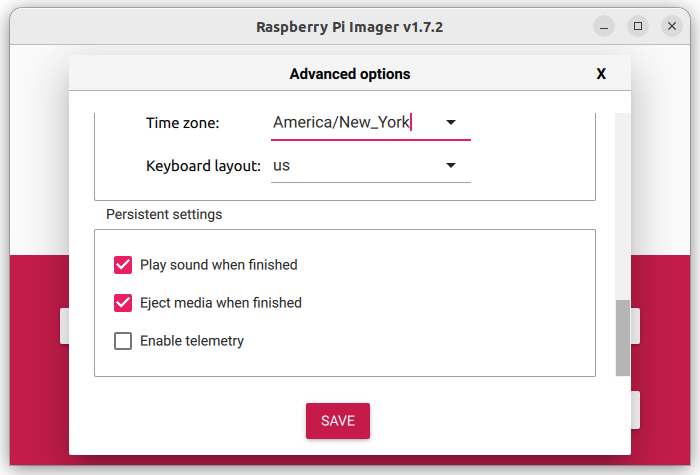 Raspberry Pi Imager v1.7.2
Advanced options
X
Time zone: America/New_York
Keyboard layout: us
Persistent settings
Play sound when finished
Eject media when finished
Enable telemetry
SAVE